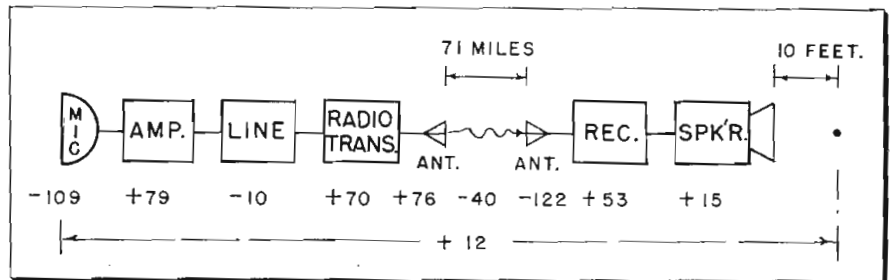 71 MILES
10 FEET.
MIC
AMP.
LINE
RADIO
TRANS.
REC.
SPK'R.
ANT.
ANT.
-109 +79 -10 +70 +76 -40 -122 +53 +15
+12